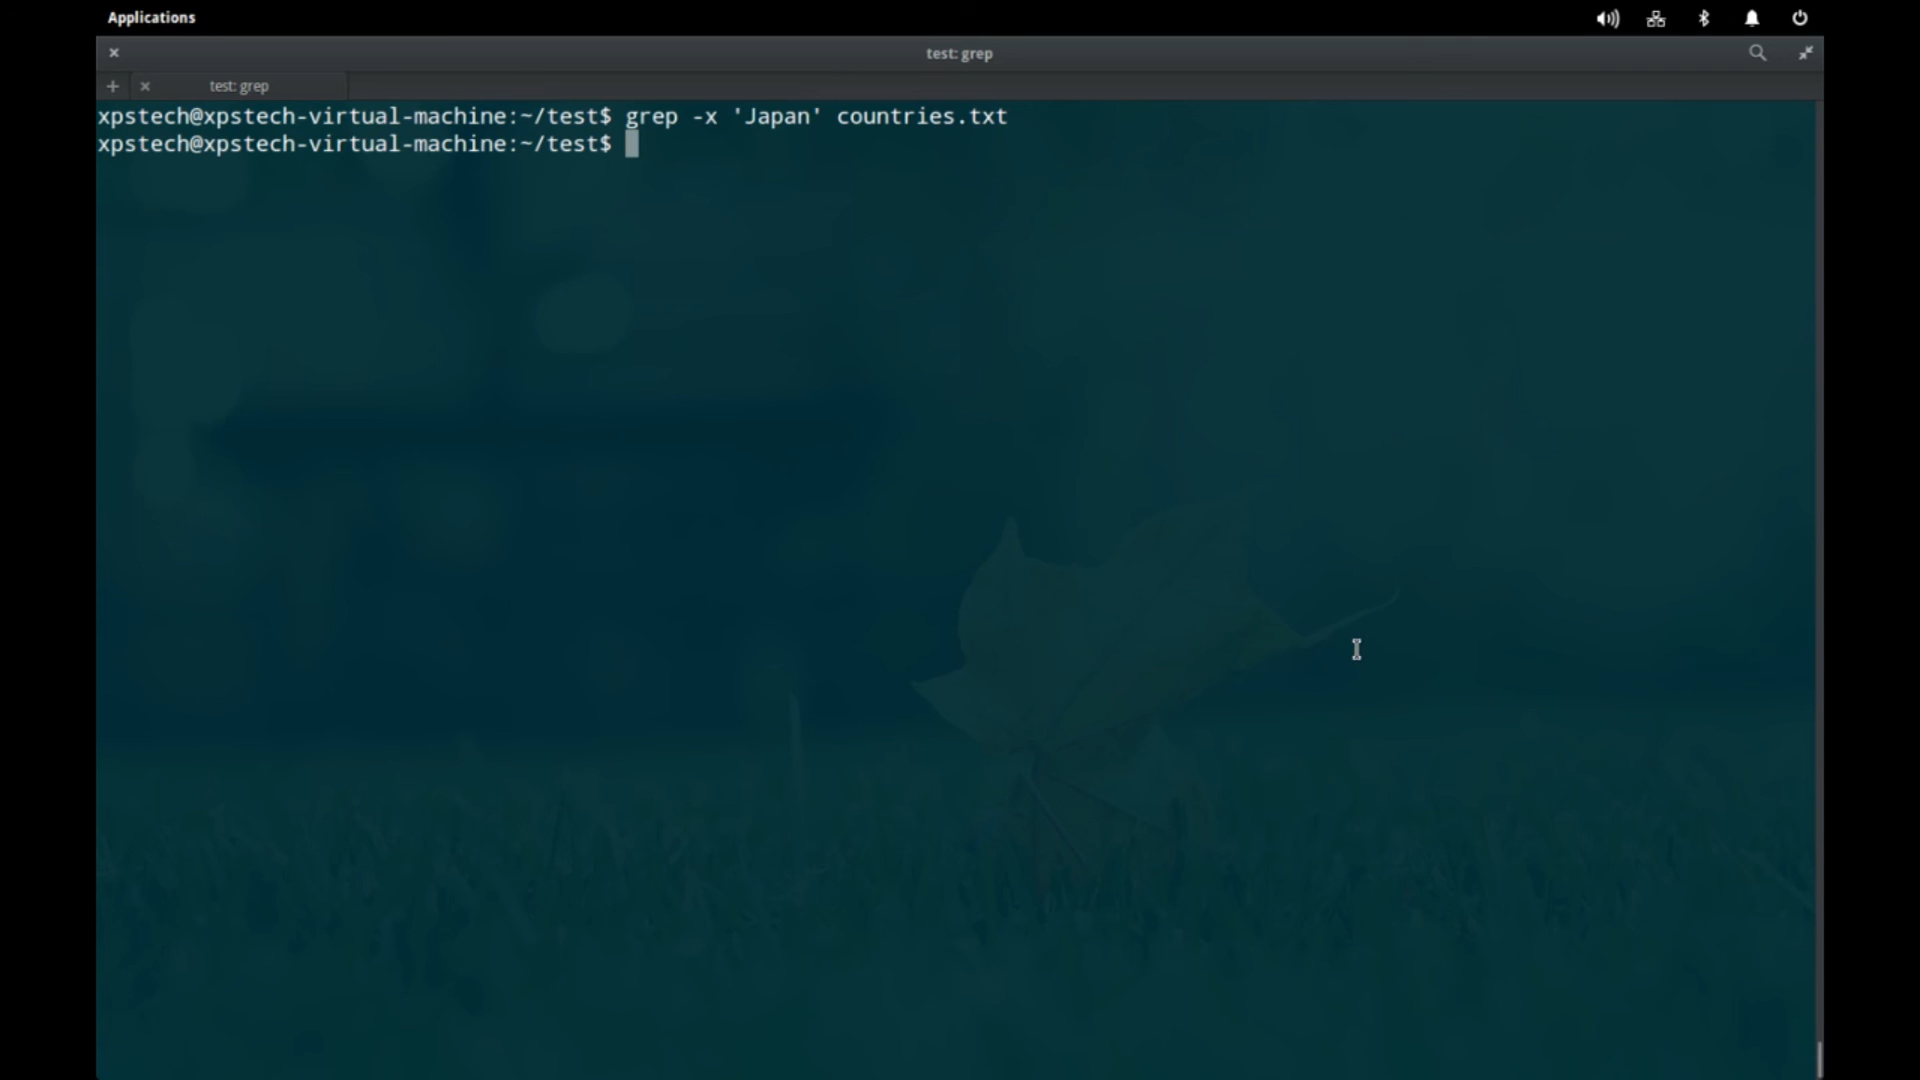 Applications
test: grep
test: grep
xpstech@xpstech-virtual-machine:~/test$ grep -x 'Japan' countries.txt
xpstech@xpstech-virtual-machine:~/test$